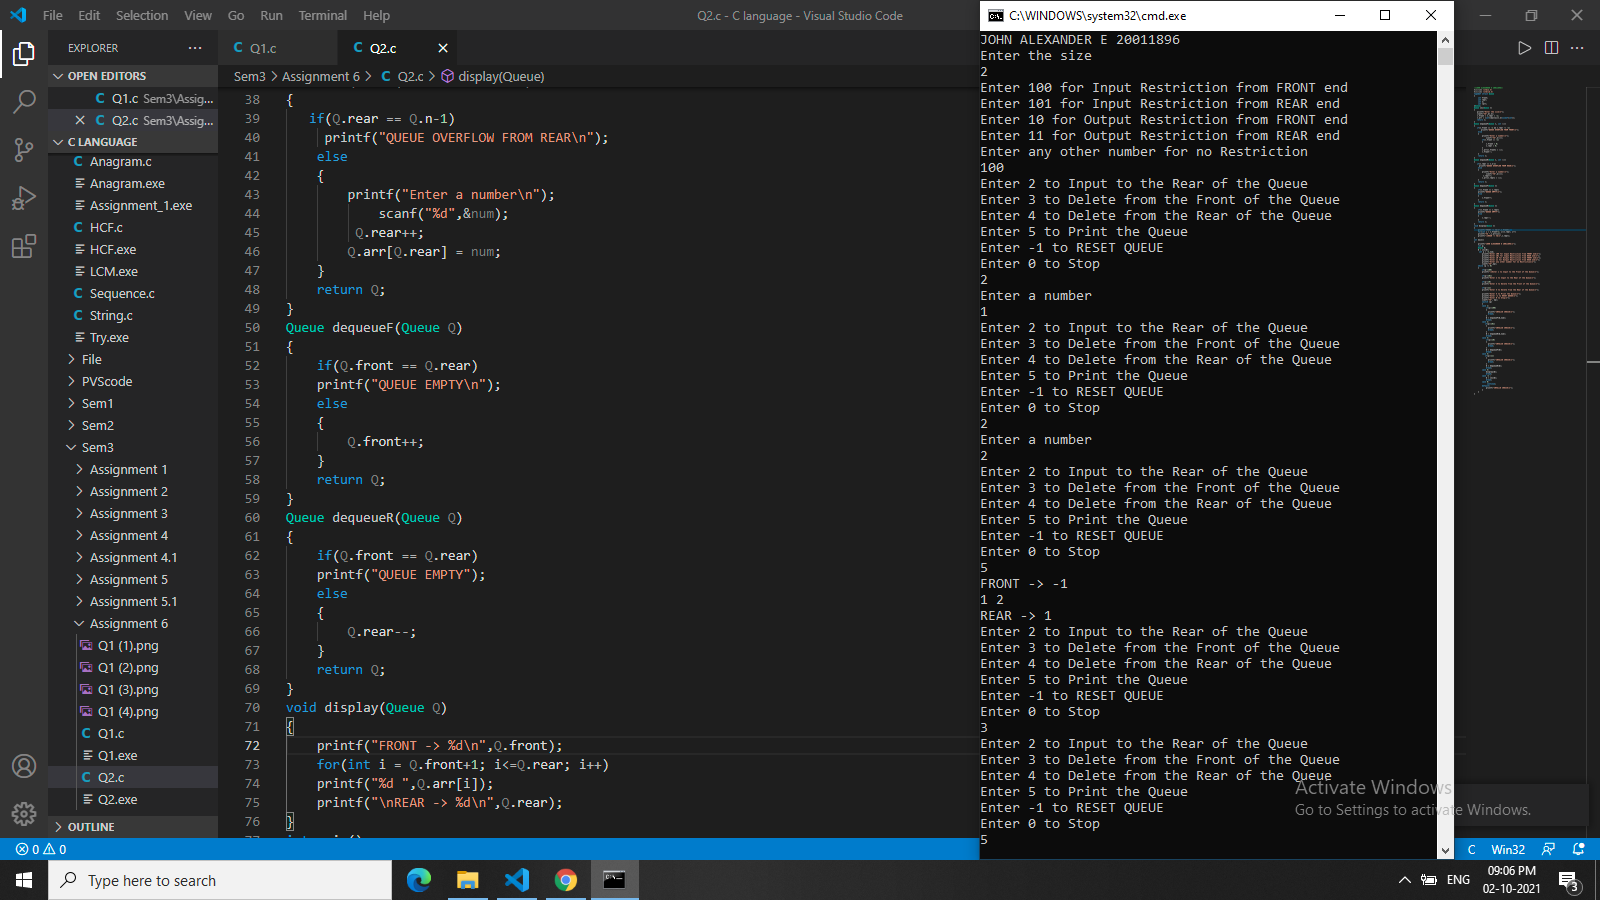 File Edit Selection View Go Run Terminal Help
Q2.c - C language - Visual Studio Code
EXPLORER
OPEN EDITORS
Q1.c Sem3\Assig...
Q2.c Sem3\Assig...
C LANGUAGE
Anagram.c
Anagram.exe
Assignment_1.exe
HCF.c
HCF.exe
LCM.exe
Sequence.c
String.c
Try.exe
File
PVScode
Sem1
Sem2
Sem3
Assignment 1
Assignment 2
Assignment 3
Assignment 4
Assignment 4.1
Assignment 5
Assignment 5.1
Assignment 6
Q1 (1).png
Q1 (2).png
Q1 (3).png
Q1 (4).png
Q1.c
Q1.exe
Q2.c
Q2.exe
OUTLINE
Q1.c
Q2.c
Sem3 > Assignment 6 > Q2.c > display(Queue)
38 {
39 if(Q.rear == Q.n-1)
40 printf("QUEUE OVERFLOW FROM REAR\n");
41 else
42 {
43 printf("Enter a number\n");
44 scanf("%d",&num);
45 Q.rear++;
46 Q.arr[Q.rear] = num;
47 }
48 return Q;
49 }
50 Queue dequeueF(Queue Q)
51 {
52 if(Q.front == Q.rear)
53 printf("QUEUE EMPTY\n");
54 else
55 {
56 Q.front++;
57 }
58 return Q;
59 }
60 Queue dequeueR(Queue Q)
61 {
62 if(Q.front == Q.rear)
63 printf("QUEUE EMPTY");
64 else
65 {
66 Q.rear--;
67 }
68 return Q;
69 }
70 void display(Queue Q)
71 {
72 printf("FRONT -> %d\n",Q.front);
73 for(int i = Q.front+1; i<=Q.rear; i++)
74 printf("%d ",Q.arr[i]);
75 printf("\nREAR -> %d\n",Q.rear);
76 }
C:\WINDOWS\system32\cmd.exe
JOHN ALEXANDER E 20011896
Enter the size
2
Enter 100 for Input Restriction from FRONT end
Enter 101 for Input Restriction from REAR end
Enter 10 for Output Restriction from FRONT end
Enter 11 for Output Restriction from REAR end
Enter any other number for no Restriction
100
Enter 2 to Input to the Rear of the Queue
Enter 3 to Delete from the Front of the Queue
Enter 4 to Delete from the Rear of the Queue
Enter 5 to Print the Queue
Enter -1 to RESET QUEUE
Enter 0 to Stop
2
Enter a number
1
Enter 2 to Input to the Rear of the Queue
Enter 3 to Delete from the Front of the Queue
Enter 4 to Delete from the Rear of the Queue
Enter 5 to Print the Queue
Enter -1 to RESET QUEUE
Enter 0 to Stop
2
Enter a number
2
Enter 2 to Input to the Rear of the Queue
Enter 3 to Delete from the Front of the Queue
Enter 4 to Delete from the Rear of the Queue
Enter 5 to Print the Queue
Enter -1 to RESET QUEUE
Enter 0 to Stop
5
FRONT -> -1
1 2
REAR -> 1
Enter 2 to Input to the Rear of the Queue
Enter 3 to Delete from the Front of the Queue
Enter 4 to Delete from the Rear of the Queue
Enter 5 to Print the Queue
Enter -1 to RESET QUEUE
Enter 0 to Stop
3
Enter 2 to Input to the Rear of the Queue
Enter 3 to Delete from the Front of the Queue
Enter 4 to Delete from the Rear of the Queue
Enter 5 to Print the Queue
Enter -1 to RESET QUEUE
Enter 0 to Stop
5
Activate Windows
Go to Settings to activate Windows.
0 0
C Win32
Type here to search
ENG
09:06 PM
02-10-2021
3